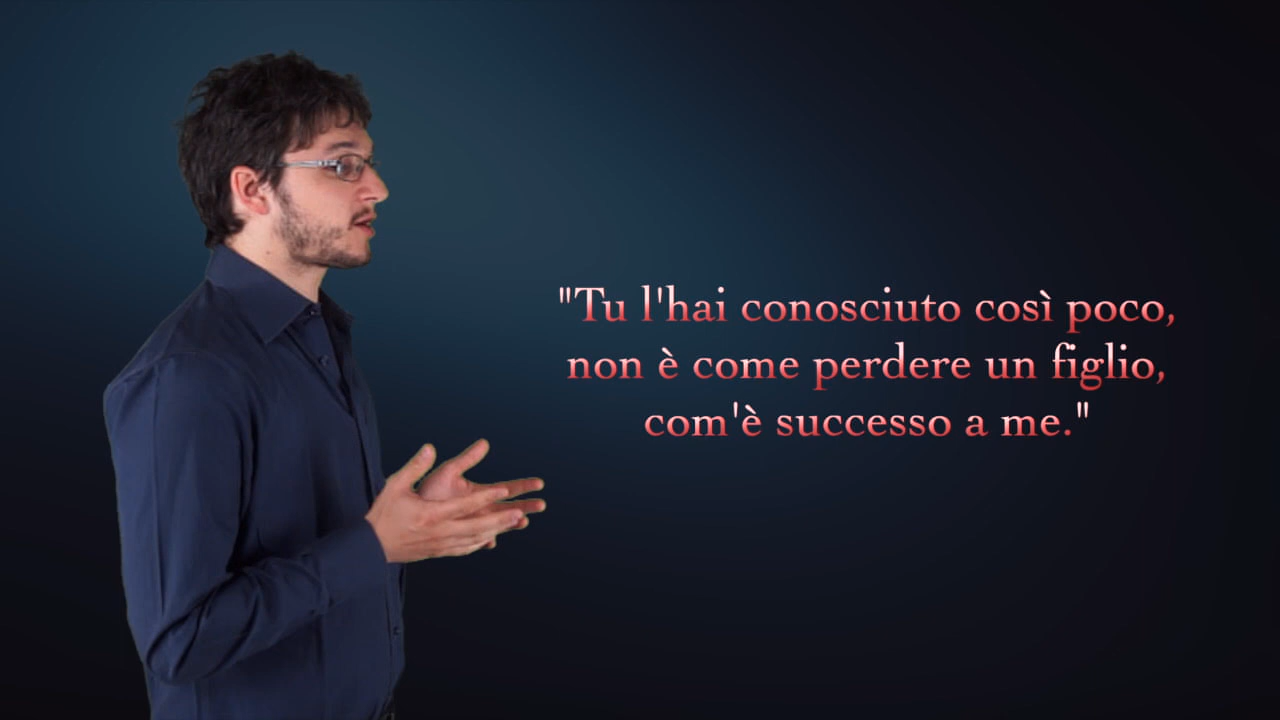 "Tu l'hai conosciuto così poco,
non è come perdere un figlio,
com'è successo a me."